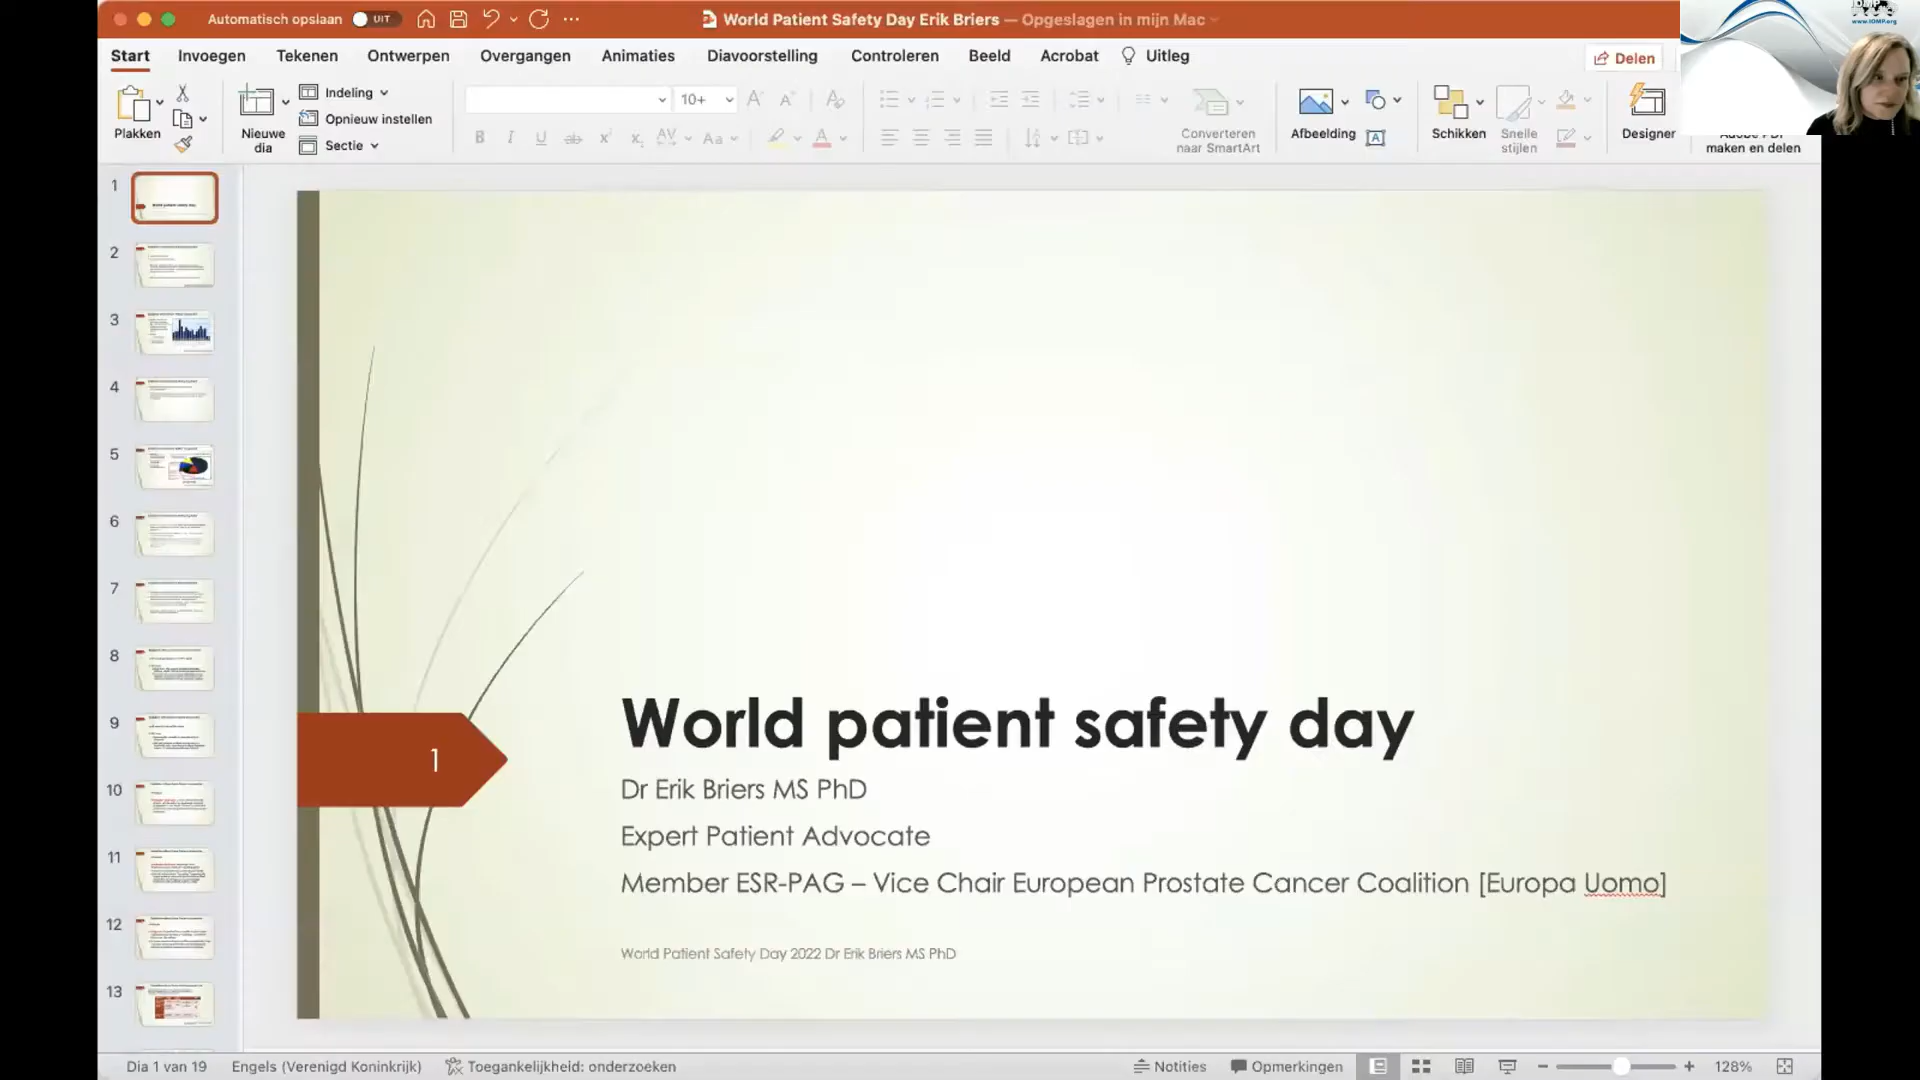 Automatisch opslaan UIT
World Patient Safety Day Erik Briers — Opgeslagen in mijn Mac
www.IOMP.org
Start Invoegen Tekenen Ontwerpen Overgangen Animaties Diavoorstelling Controleren Beeld Acrobat Uitleg Delen
Plakken
Nieuwe dia
Indeling
Opnieuw instellen
Sectie
10+
Converteren naar SmartArt
Afbeelding
Schikken
Snelle stijlen
Designer
maken en delen
1
2
3
4
5
6
7
8
9
10
11
12
13
1
World patient safety day
Dr Erik Briers MS PhD
Expert Patient Advocate
Member ESR-PAG – Vice Chair European Prostate Cancer Coalition [Europa Uomo]
World Patient Safety Day 2022 Dr Erik Briers MS PhD
Dia 1 van 19 Engels (Verenigd Koninkrijk) Toegankelijkheid: onderzoeken Notities Opmerkingen 128%